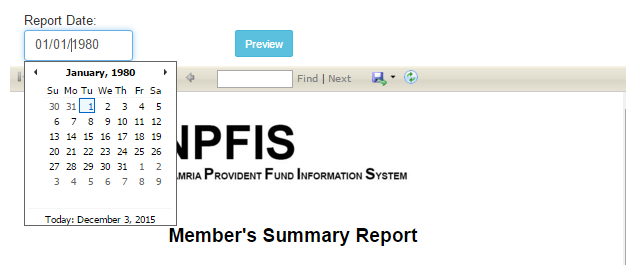 Report Date:
01/01/1980
Preview
January, 1980
Find | Next
Su Mo Tu We Th Fr Sa
30 31 1 2 3 4 5
6 7 8 9 10 11 12
13 14 15 16 17 18 19
20 21 22 23 24 25 26
27 28 29 30 31 1 2
3 4 5 6 7 8 9
Today: December 3, 2015
NPFIS
AMRIA PROVIDENT FUND INFORMATION SYSTEM
Member's Summary Report